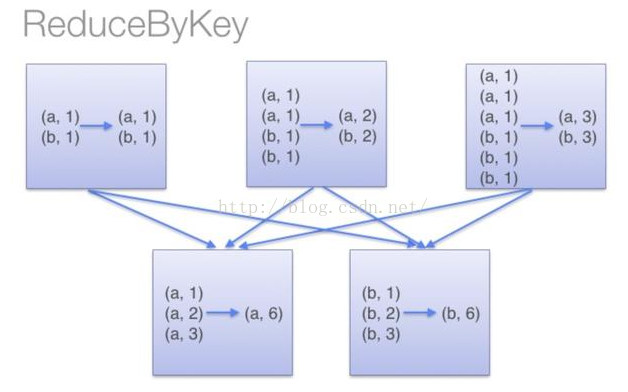 ReduceByKey
(a, 1) (a, 1)
(b, 1) (b, 1)
(a, 1)
(a, 1) (a, 2)
(b, 1) (b, 2)
(b, 1)
(a, 1)
(a, 1)
(a, 1) (a, 3)
(b, 1) (b, 3)
(b, 1)
(b, 1)
http://blog.csdn.net/
(a, 1)
(a, 2) (a, 6)
(a, 3)
(b, 1)
(b, 2) (b, 6)
(b, 3)